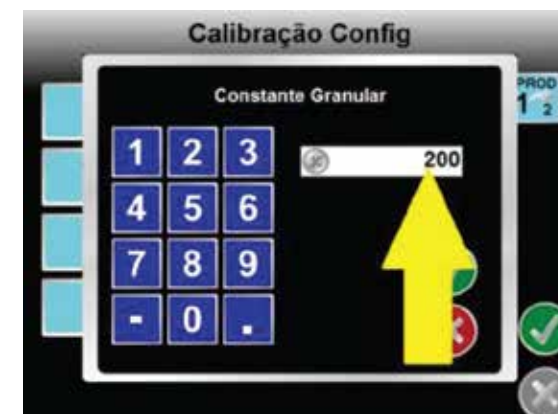 Calibração Config
Constante Granular
PROD
1 2
200
1 2 3
4 5 6
7 8 9
- 0 .